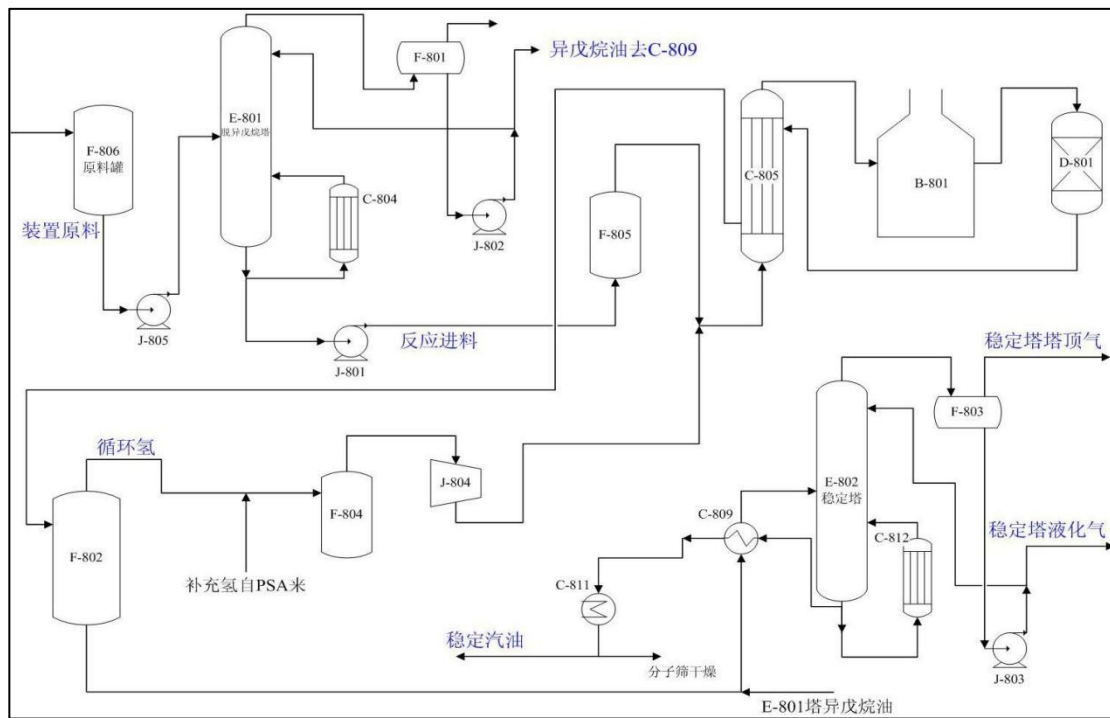 F-801
异戊烷油去C-809
E-801
脱异戊烷塔
F-806
原料罐
C-804
C-805
B-801
D-801
装置原料
J-802
F-805
J-805
J-801
反应进料
稳定塔塔顶气
F-803
循环氢
J-804
E-802
稳定塔
F-804
C-809
C-812
稳定塔液化气
F-802
补充氢自PSA米
C-811
稳定汽油
分子筛干燥
J-803
E-801塔异戊烷油